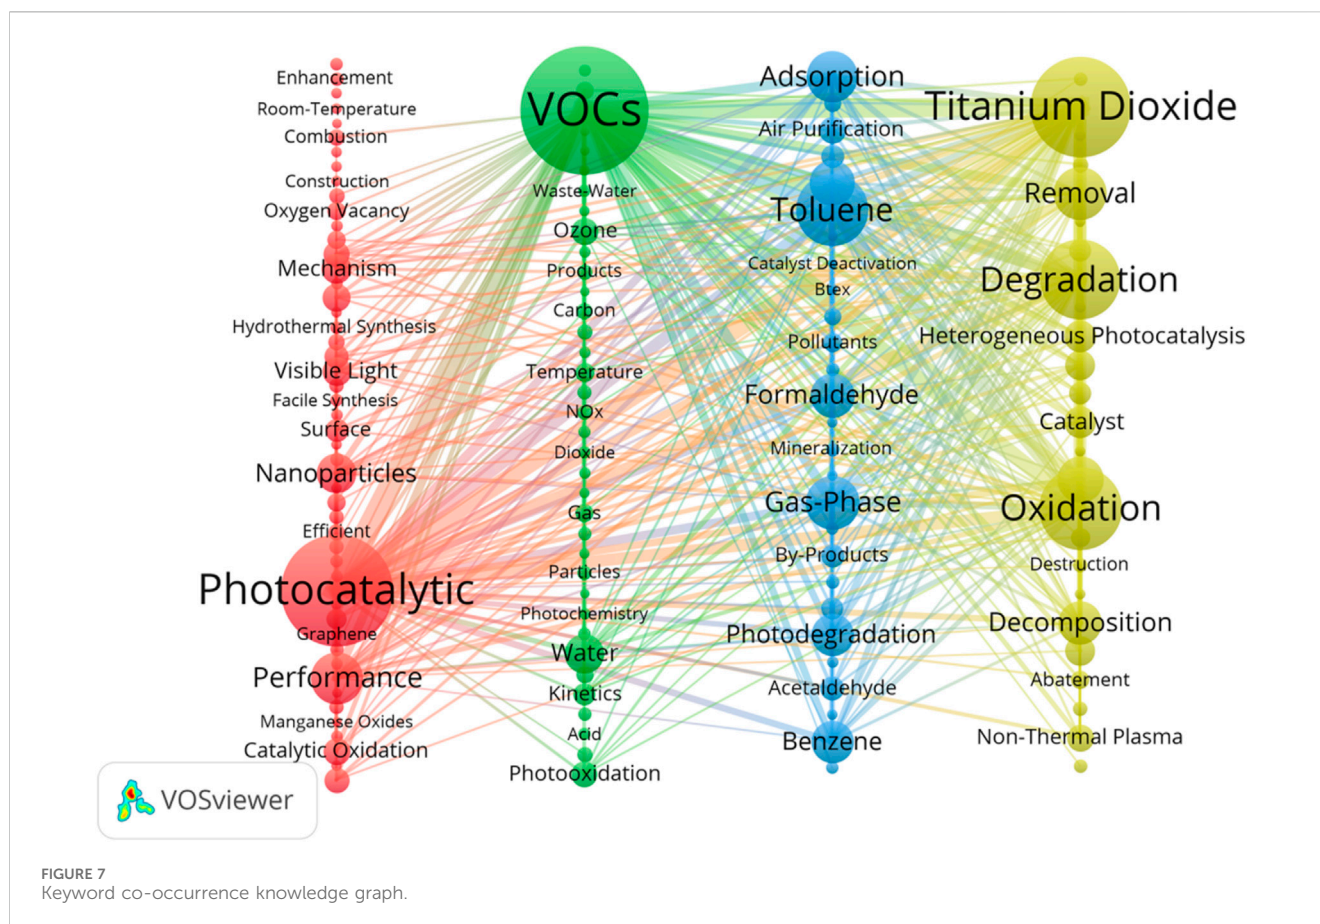 Enhancement
Room-Temperature
Combustion
Construction
Oxygen Vacancy
Mechanism
Hydrothermal Synthesis
Visible Light
Facile Synthesis
Surface
Nanoparticles
Efficient
Photocatalytic
Graphene
Performance
Manganese Oxides
Catalytic Oxidation
VOCs
Waste-Water
Ozone
Products
Carbon
Temperature
NOx
Dioxide
Gas
Particles
Photochemistry
Water
Kinetics
Acid
Photooxidation
Adsorption
Air Purification
Toluene
Catalyst Deactivation
Btex
Pollutants
Formaldehyde
Mineralization
Gas-Phase
By-Products
Photodegradation
Acetaldehyde
Benzene
Titanium Dioxide
Removal
Degradation
Heterogeneous Photocatalysis
Catalyst
Oxidation
Destruction
Decomposition
Abatement
Non-Thermal Plasma
VOSviewer
FIGURE 7
Keyword co-occurrence knowledge graph.